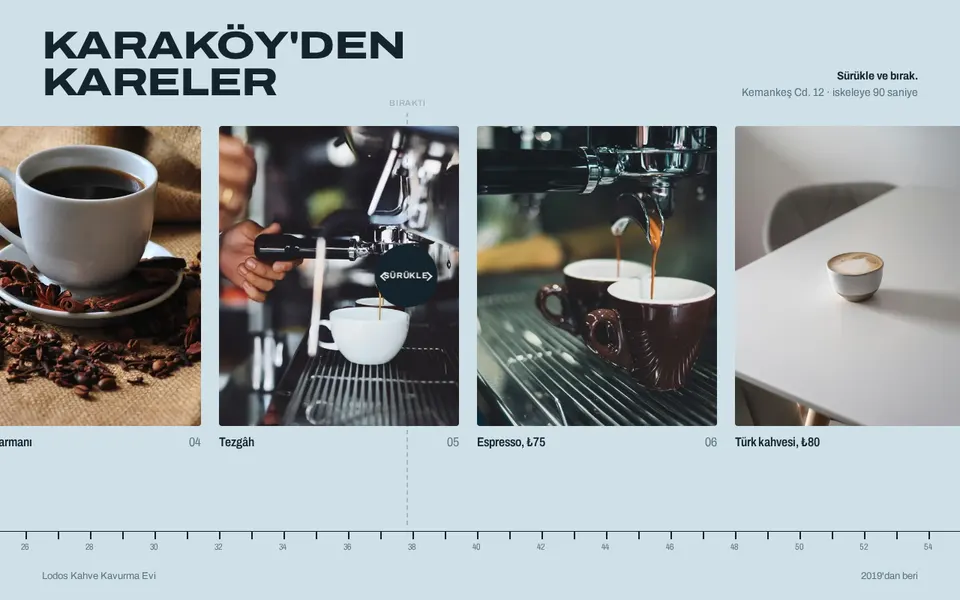 KARAKÖY'DEN
KARELER
Sürükle ve bırak.
Kemankeş Cd. 12 · iskeleye 90 saniye
BIRAKTI
SÜRÜKLE
armanı 04
Tezgâh 05
Espresso, ₺75 06
Türk kahvesi, ₺80
26 28 30 32 34 36 38 40 42 44 46 48 50 52 54
Lodos Kahve Kavurma Evi
2019'dan beri